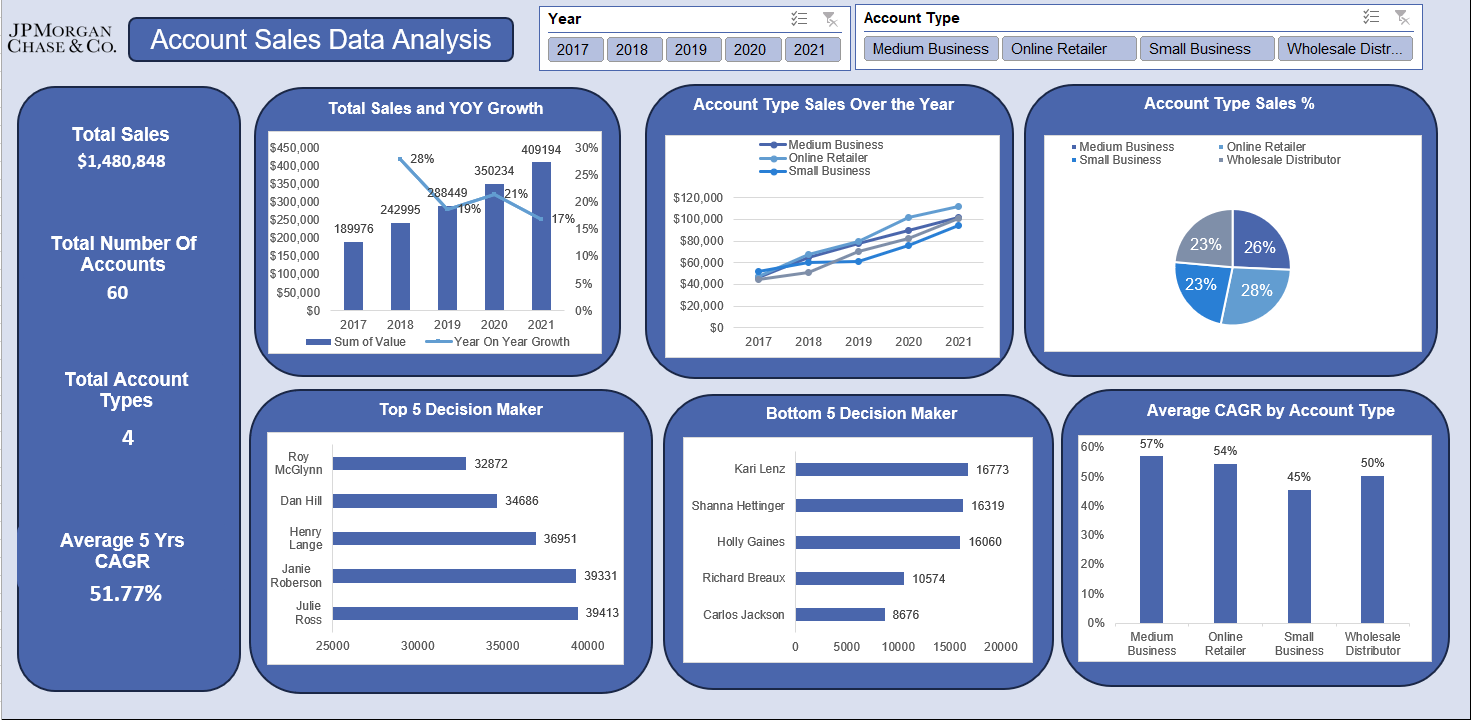 JPMORGAN
CHASE & CO.
Account Sales Data Analysis
Year
2017 2018 2019 2020 2021
Account Type
Medium Business Online Retailer Small Business Wholesale Distr...
Total Sales
$1,480,848
Total Number Of
Accounts
60
Total Account
Types
4
Average 5 Yrs
CAGR
51.77%
Total Sales and YOY Growth
$450,000
$400,000
$350,000
$300,000
$250,000
$200,000
$150,000
$100,000
$50,000
$0
189976
242995
288449
350234
409194
28%
19%
21%
17%
30%
25%
20%
15%
10%
5%
0%
2017 2018 2019 2020 2021
Sum of Value Year On Year Growth
Account Type Sales Over the Year
Medium Business
Online Retailer
Small Business
$120,000
$100,000
$80,000
$60,000
$40,000
$20,000
$0
2017 2018 2019 2020 2021
Account Type Sales %
Medium Business Online Retailer
Small Business Wholesale Distributor
23% 26%
23% 28%
Top 5 Decision Maker
Roy
McGlynn
32872
Dan Hill 34686
Henry
Lange
36951
Janie
Roberson
39331
Julie
Ross
39413
25000 30000 35000 40000
Bottom 5 Decision Maker
Kari Lenz 16773
Shanna Hettinger 16319
Holly Gaines 16060
Richard Breaux 10574
Carlos Jackson 8676
0 5000 10000 15000 20000
Average CAGR by Account Type
60%
50%
40%
30%
20%
10%
0%
57%
54%
45%
50%
Medium
Business
Online
Retailer
Small
Business
Wholesale
Distributor